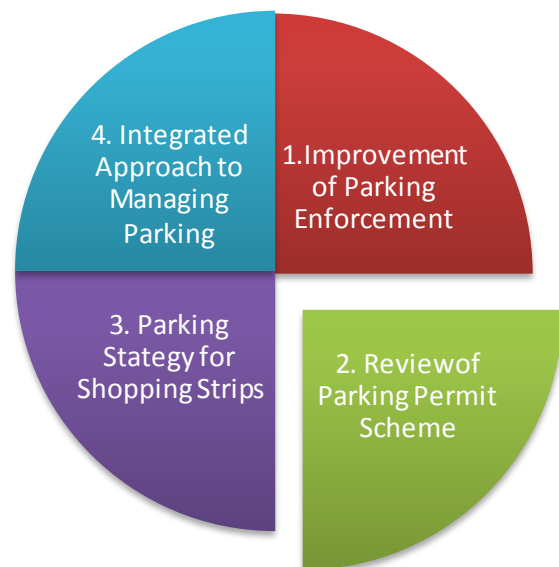 1.Improvement
of Parking
Enforcement
2. Reviewof
Parking Permit
Scheme
3. Parking
Stategy for
Shopping Strips
4. Integrated
Approach to
Managing
Parking